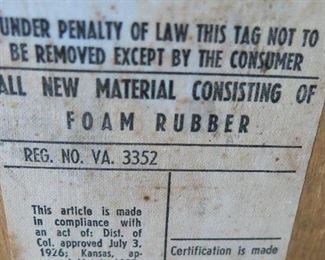 UNDER PENALTY OF LAW THIS TAG NOT TO
BE REMOVED EXCEPT BY THE CONSUMER
ALL NEW MATERIAL CONSISTING OF
FOAM RUBBER
REG. NO. VA. 3352
This article is made
in compliance with
an act of: Dist. of
Col. approved July 3,
1926; Kansas, ap-
Certification is made